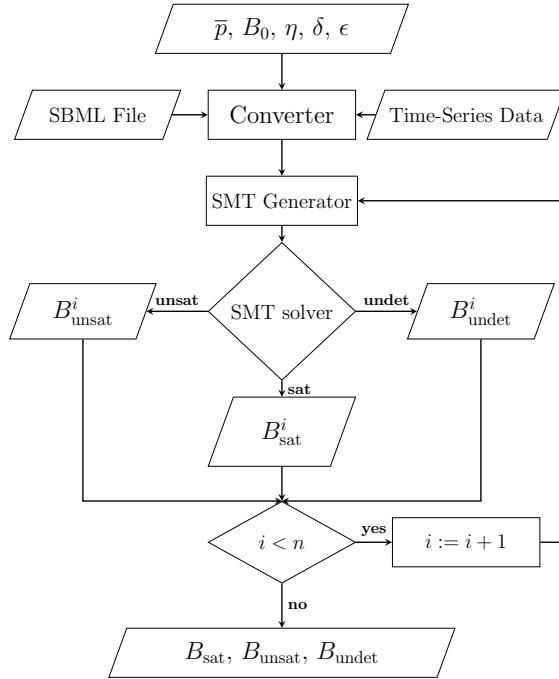 p̅, B₀, η, δ, ϵ
SBML File
Converter
Time-Series Data
SMT Generator
unsat
undet
B^i_unsat
SMT solver
B^i_undet
sat
B^i_sat
i < n
yes
i := i + 1
no
B_sat, B_unsat, B_undet